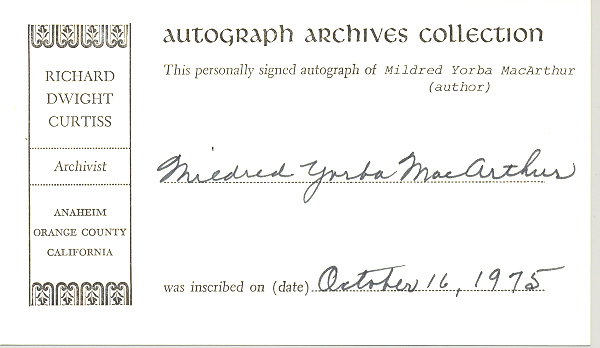 RICHARD
DWIGHT
CURTISS
Archivist
ANAHEIM
ORANGE COUNTY
CALIFORNIA
autograph archives collection
This personally signed autograph of Mildred Yorba MacArthur
(author)
Mildred Yorba MacArthur
was inscribed on (date) October 16, 1975